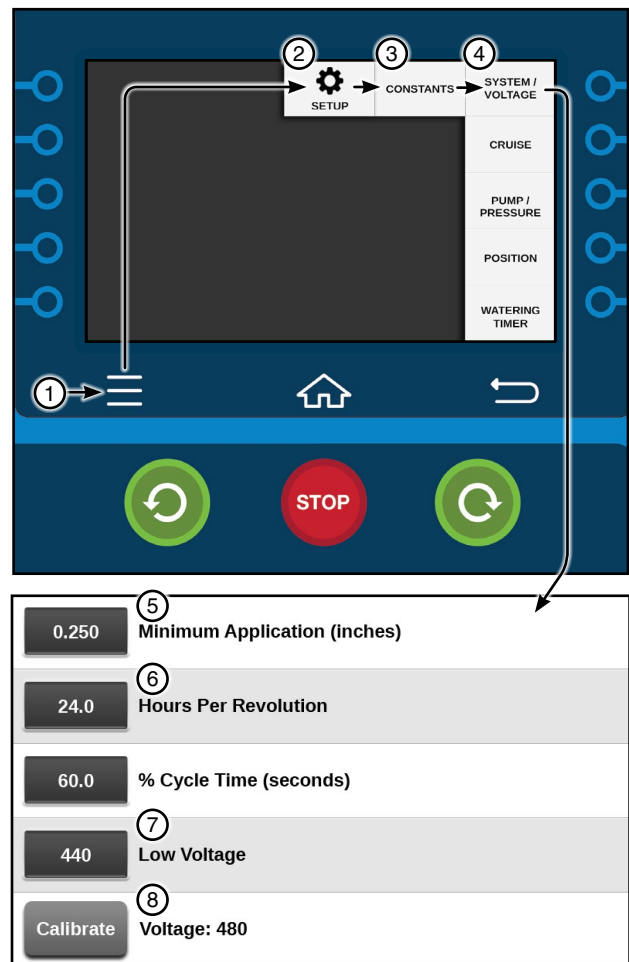 2
3
4
SETUP
CONSTANTS
SYSTEM /
VOLTAGE
CRUISE
PUMP /
PRESSURE
POSITION
WATERING
TIMER
1
STOP
5
0.250 Minimum Application (inches)
6
24.0 Hours Per Revolution
60.0 % Cycle Time (seconds)
7
440 Low Voltage
8
Calibrate Voltage: 480